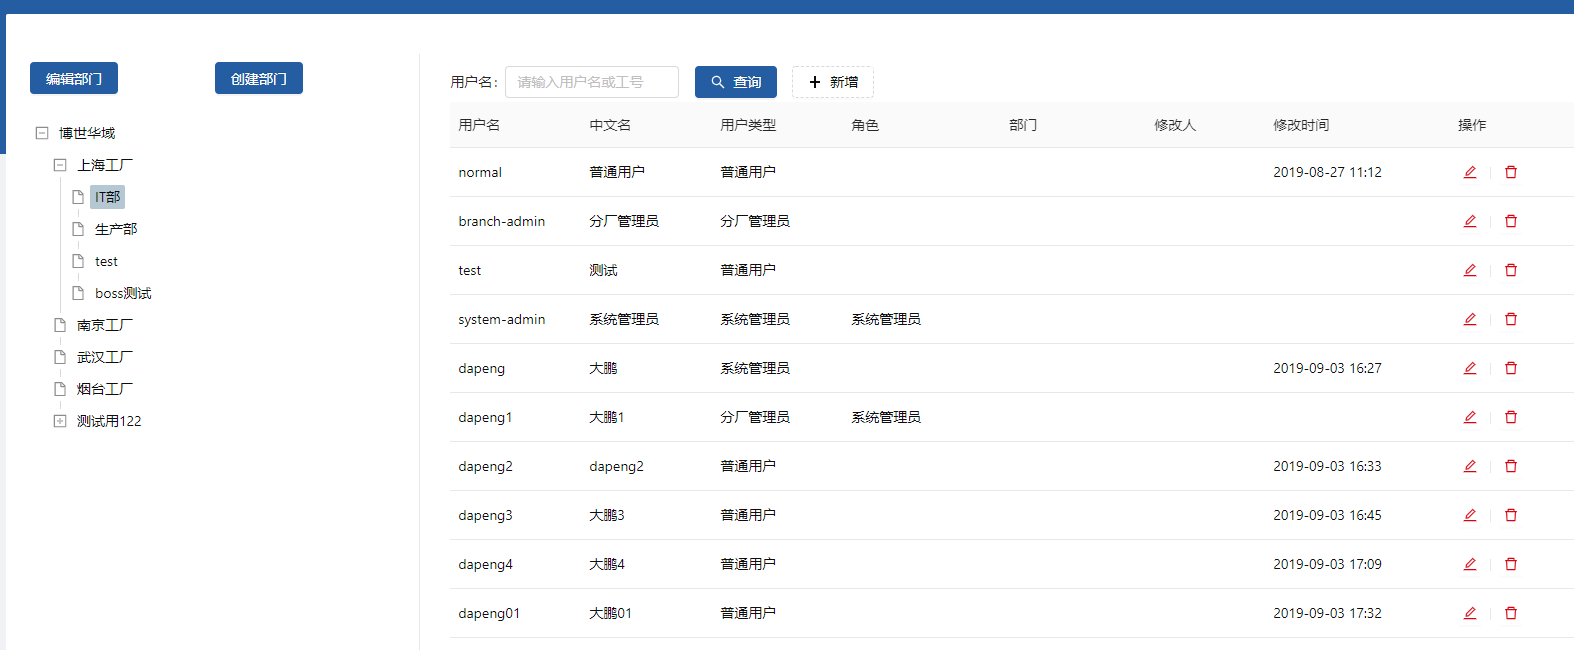 编辑部门 创建部门
博世华域
上海工厂
IT部
生产部
test
boss测试
南京工厂
武汉工厂
烟台工厂
测试用122
用户名: 请输入用户名或工号 查询 新增
用户名 中文名 用户类型 角色 部门 修改人 修改时间 操作
normal 普通用户 普通用户 2019-08-27 11:12
branch-admin 分厂管理员 分厂管理员
test 测试 普通用户
system-admin 系统管理员 系统管理员 系统管理员
dapeng 大鹏 系统管理员 2019-09-03 16:27
dapeng1 大鹏1 分厂管理员 系统管理员
dapeng2 dapeng2 普通用户 2019-09-03 16:33
dapeng3 大鹏3 普通用户 2019-09-03 16:45
dapeng4 大鹏4 普通用户 2019-09-03 17:09
dapeng01 大鹏01 普通用户 2019-09-03 17:32